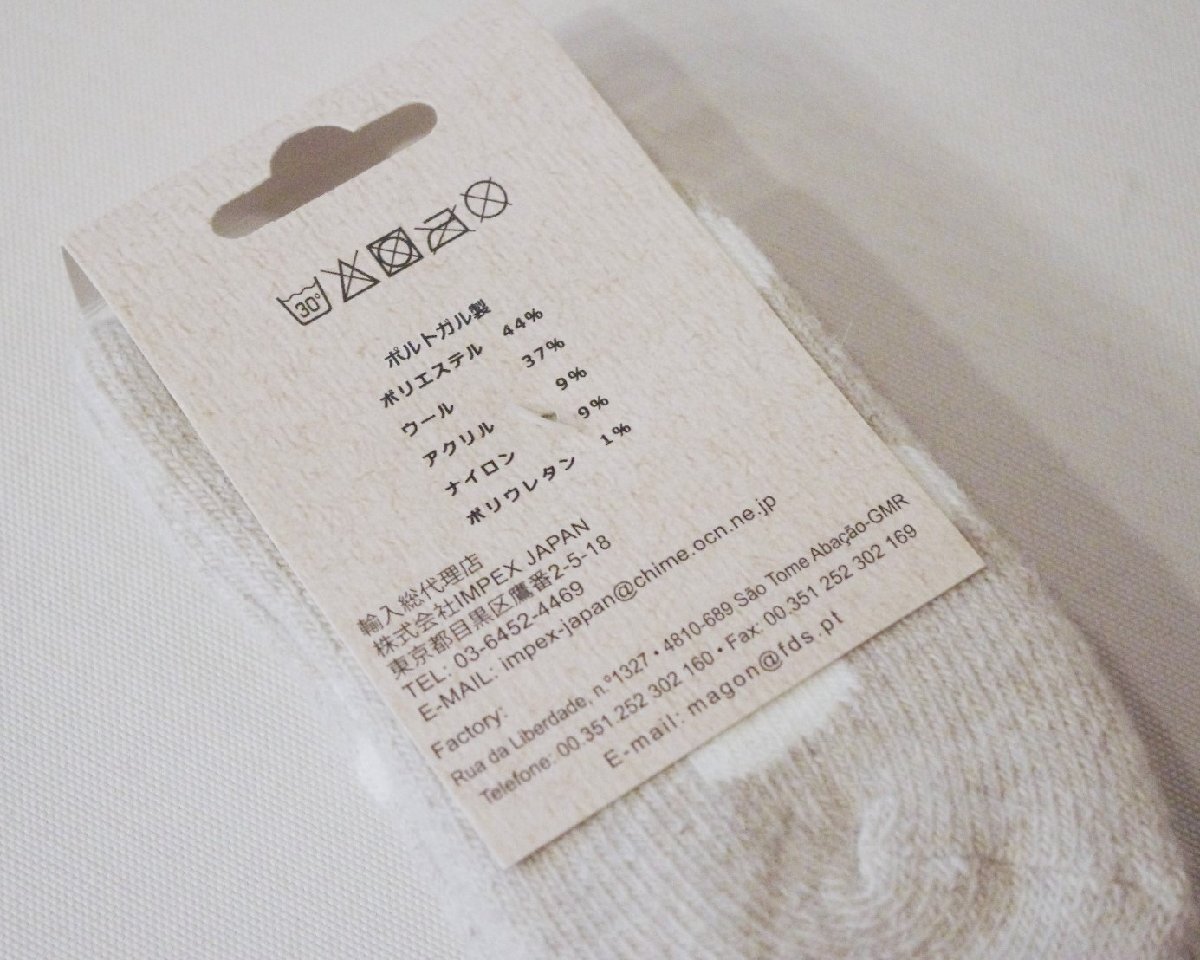 30°
ポルトガル製
ポリエステル 44%
ウール 37%
アクリル 9%
ナイロン 9%
ポリウレタン 1%
輸入総代理店
株式会社IMPEX JAPAN
東京都目黒区鷹番2-5-18
TEL: 03-6452-4469
E-MAIL: impex-japan@chime.ocn.ne.jp
Factory:
Rua da Liberdade, n.º1327 • 4810-689 São Tome Abação-GMR
Telefone: 00.351.252 302 160 • Fax: 00.351 252 302 169
E-mail: magon@fds.pt